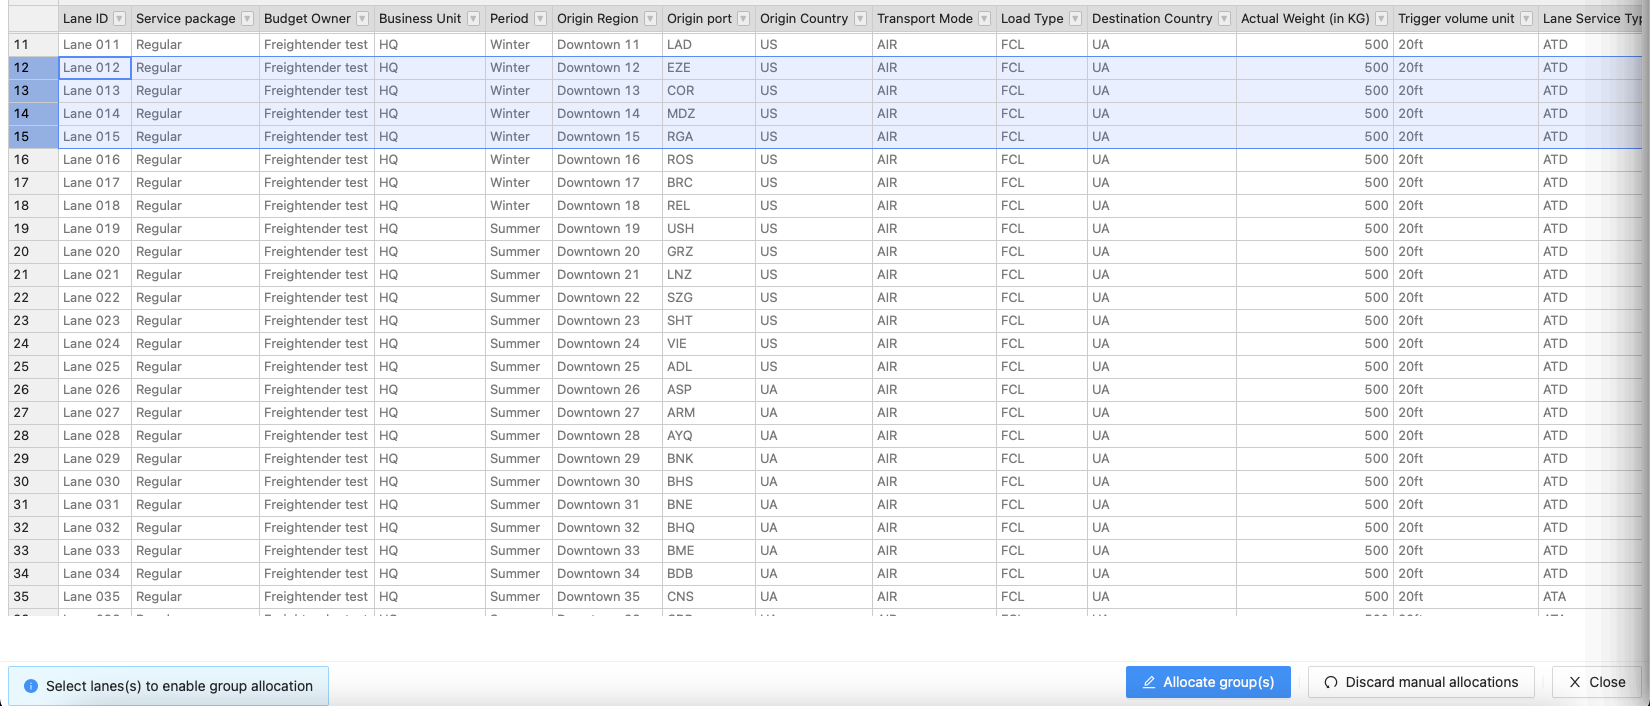 Lane ID Service package Budget Owner Business Unit Period Origin Region Origin port Origin Country Transport Mode Load Type Destination Country Actual Weight (in KG) Trigger volume unit Lane Service Typ
11 Lane 011 Regular Freightender test HQ Winter Downtown 11 LAD US AIR FCL UA 500 20ft ATD
12 Lane 012 Regular Freightender test HQ Winter Downtown 12 EZE US AIR FCL UA 500 20ft ATD
13 Lane 013 Regular Freightender test HQ Winter Downtown 13 COR US AIR FCL UA 500 20ft ATD
14 Lane 014 Regular Freightender test HQ Winter Downtown 14 MDZ US AIR FCL UA 500 20ft ATD
15 Lane 015 Regular Freightender test HQ Winter Downtown 15 RGA US AIR FCL UA 500 20ft ATD
16 Lane 016 Regular Freightender test HQ Winter Downtown 16 ROS US AIR FCL UA 500 20ft ATD
17 Lane 017 Regular Freightender test HQ Winter Downtown 17 BRC US AIR FCL UA 500 20ft ATD
18 Lane 018 Regular Freightender test HQ Winter Downtown 18 REL US AIR FCL UA 500 20ft ATD
19 Lane 019 Regular Freightender test HQ Summer Downtown 19 USH US AIR FCL UA 500 20ft ATD
20 Lane 020 Regular Freightender test HQ Summer Downtown 20 GRZ US AIR FCL UA 500 20ft ATD
21 Lane 021 Regular Freightender test HQ Summer Downtown 21 LNZ US AIR FCL UA 500 20ft ATD
22 Lane 022 Regular Freightender test HQ Summer Downtown 22 SZG US AIR FCL UA 500 20ft ATD
23 Lane 023 Regular Freightender test HQ Summer Downtown 23 SHT US AIR FCL UA 500 20ft ATD
24 Lane 024 Regular Freightender test HQ Summer Downtown 24 VIE US AIR FCL UA 500 20ft ATD
25 Lane 025 Regular Freightender test HQ Summer Downtown 25 ADL US AIR FCL UA 500 20ft ATD
26 Lane 026 Regular Freightender test HQ Summer Downtown 26 ASP UA AIR FCL UA 500 20ft ATD
27 Lane 027 Regular Freightender test HQ Summer Downtown 27 ARM UA AIR FCL UA 500 20ft ATD
28 Lane 028 Regular Freightender test HQ Summer Downtown 28 AYQ UA AIR FCL UA 500 20ft ATD
29 Lane 029 Regular Freightender test HQ Summer Downtown 29 BNK UA AIR FCL UA 500 20ft ATD
30 Lane 030 Regular Freightender test HQ Summer Downtown 30 BHS UA AIR FCL UA 500 20ft ATD
31 Lane 031 Regular Freightender test HQ Summer Downtown 31 BNE UA AIR FCL UA 500 20ft ATD
32 Lane 032 Regular Freightender test HQ Summer Downtown 32 BHQ UA AIR FCL UA 500 20ft ATD
33 Lane 033 Regular Freightender test HQ Summer Downtown 33 BME UA AIR FCL UA 500 20ft ATD
34 Lane 034 Regular Freightender test HQ Summer Downtown 34 BDB UA AIR FCL UA 500 20ft ATD
35 Lane 035 Regular Freightender test HQ Summer Downtown 35 CNS UA AIR FCL UA 500 20ft ATA
Select lanes(s) to enable group allocation
Allocate group(s)
Discard manual allocations
Close